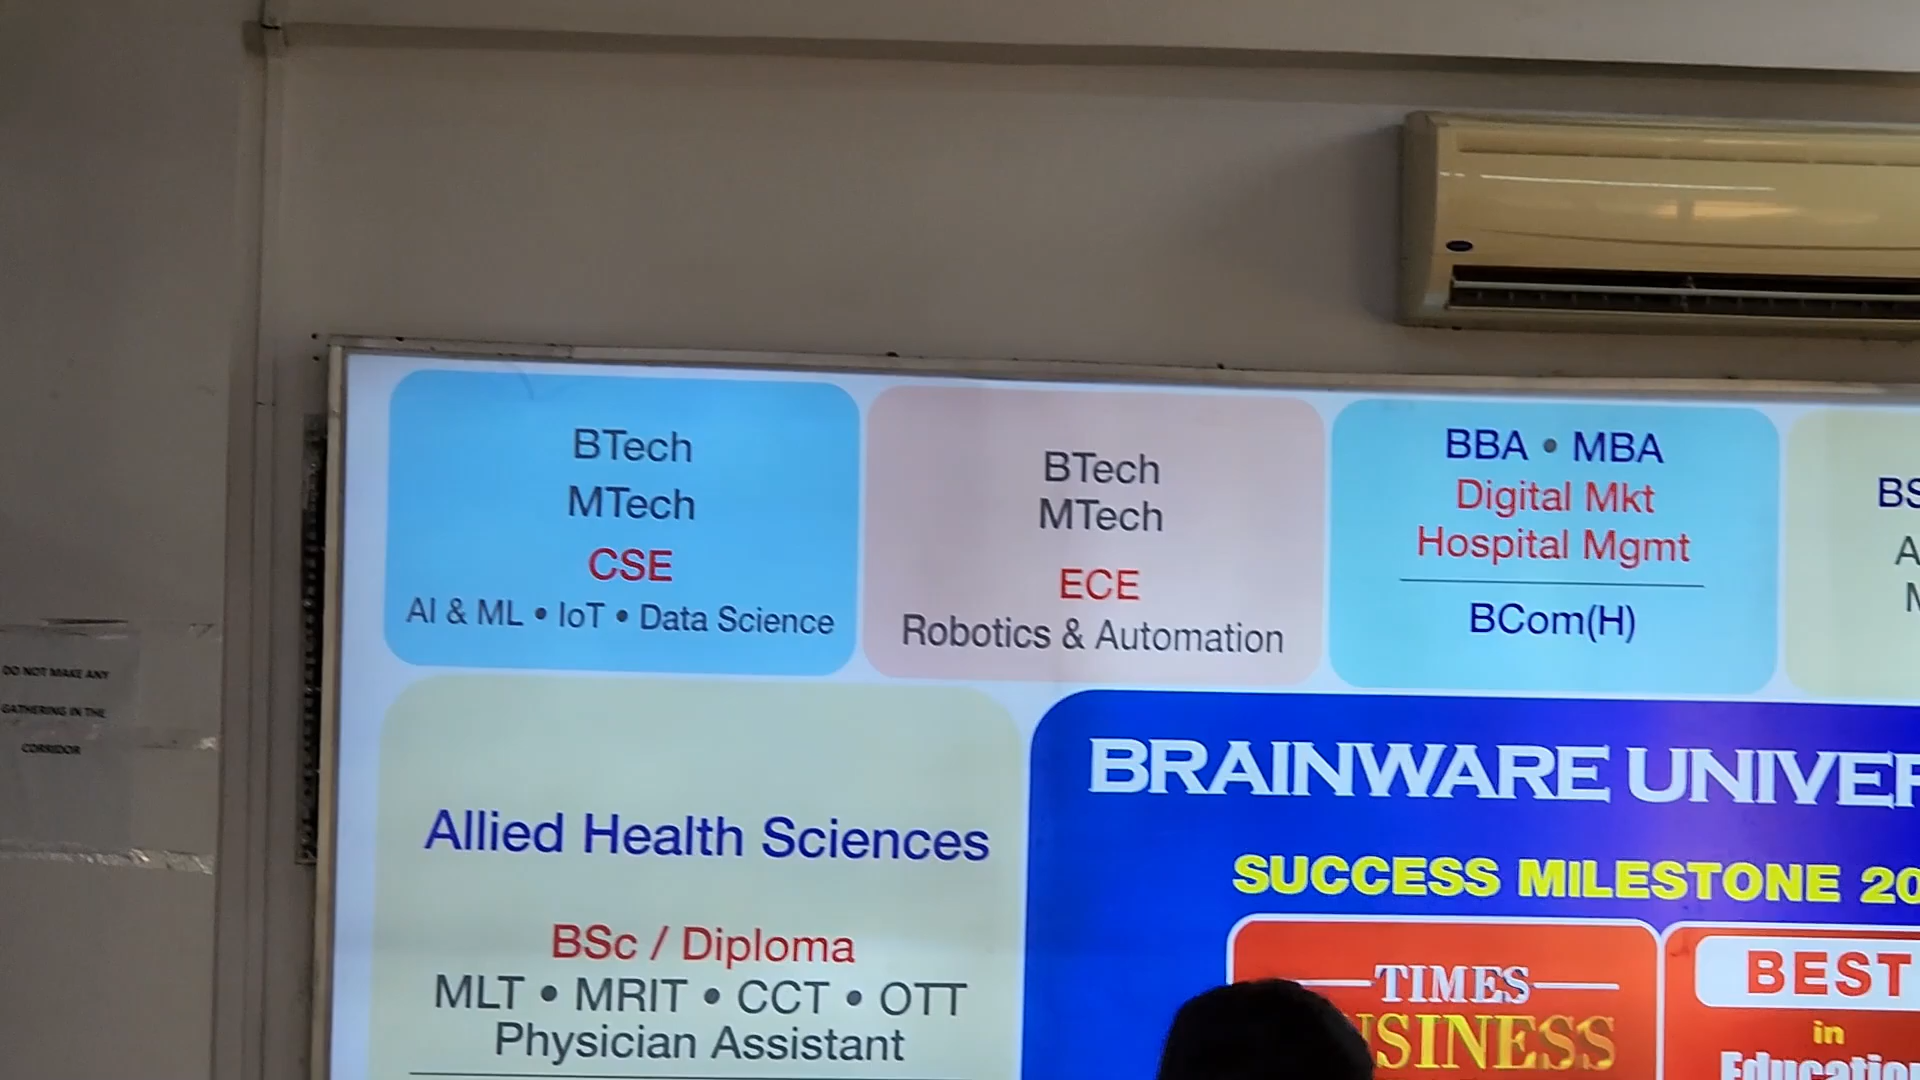 BTech
MTech
CSE
AI & ML • IoT • Data Science
BTech
MTech
ECE
Robotics & Automation
BBA • MBA
Digital Mkt
Hospital Mgmt
BCom(H)
DO NOT MAKE ANY
GATHERING IN THE
CORRIDOR
Allied Health Sciences
BSc / Diploma
MLT • MRIT • CCT • OTT
Physician Assistant
BRAINWARE UNIVER
SUCCESS MILESTONE 20
TIMES
SINESS
BEST
in